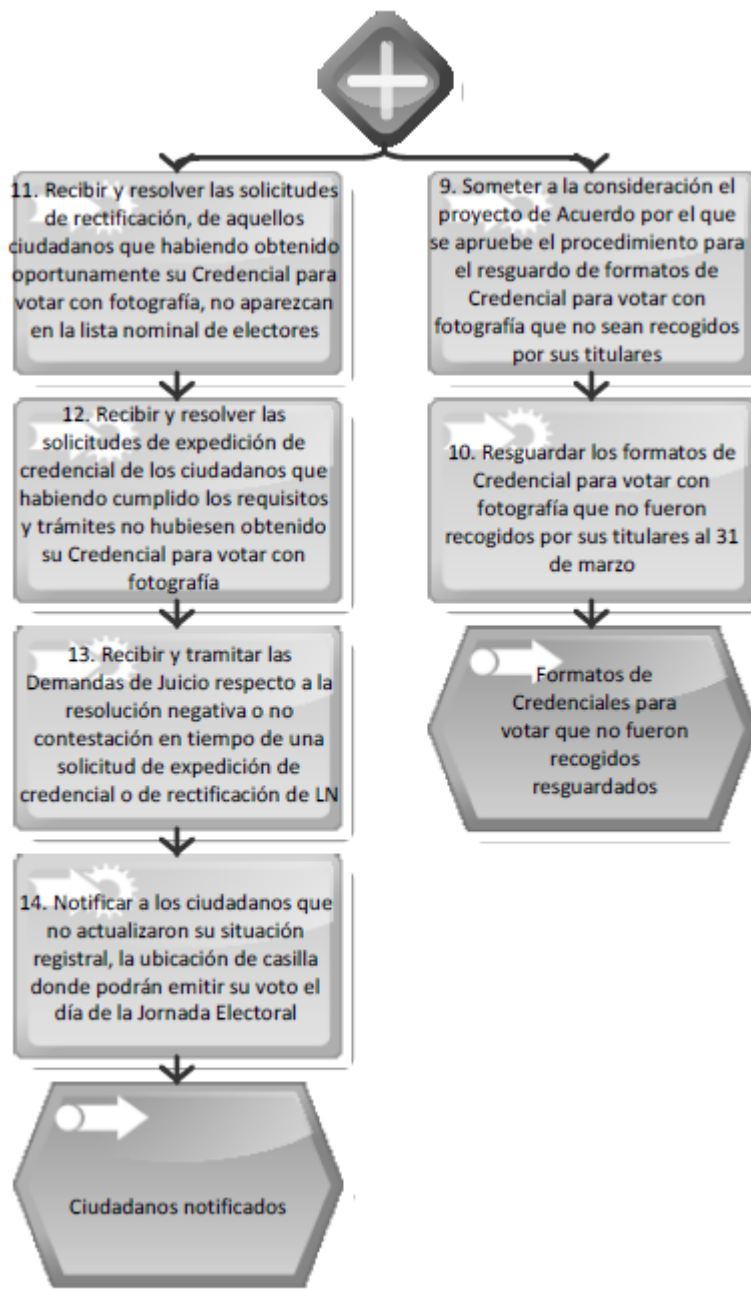 11. Recibir y resolver las solicitudes
de rectificación, de aquellos
ciudadanos que habiendo obtenido
oportunamente su Credencial para
votar con fotografía, no aparezcan
en la lista nominal de electores
12. Recibir y resolver las
solicitudes de expedición de
credencial de los ciudadanos que
habiendo cumplido los requisitos
y trámites no hubiesen obtenido
su Credencial para votar con
fotografía
13. Recibir y tramitar las
Demandas de Juicio respecto a la
resolución negativa o no
contestación en tiempo de una
solicitud de expedición de
credencial o de rectificación de LN
14. Notificar a los ciudadanos que
no actualizaron su situación
registral, la ubicación de casilla
donde podrán emitir su voto el
día de la Jornada Electoral
Ciudadanos notificados
9. Someter a la consideración el
proyecto de Acuerdo por el que
se apruebe el procedimiento para
el resguardo de formatos de
Credencial para votar con
fotografía que no sean recogidos
por sus titulares
10. Resguardar los formatos de
Credencial para votar con
fotografía que no fueron
recogidos por sus titulares al 31
de marzo
Formatos de
Credenciales para
votar que no fueron
recogidos
resguardados